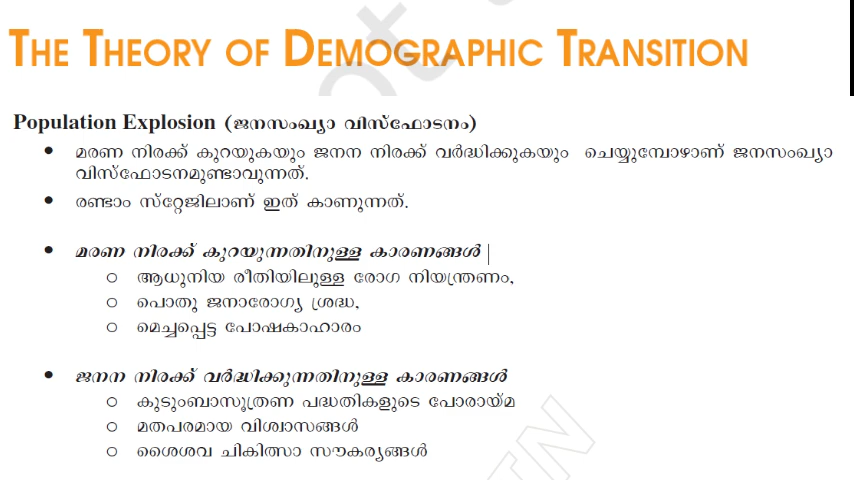 THE THEORY OF DEMOGRAPHIC TRANSITION
Population Explosion (ജനസംഖ്യാ വിസ്ഫോടനം)
• മരണ നിരക്ക് കുറയുകയും ജനന നിരക്ക് വർദ്ധിക്കുകയും ചെയ്യുമ്പോഴാണ് ജനസംഖ്യാ
വിസ്ഫോടനമുണ്ടാവുന്നത്.
• രണ്ടാം സ്റ്റേജിലാണ് ഇത് കാണുന്നത്.
• മരണ നിരക്ക് കുറയുന്നതിനുള്ള കാരണങ്ങൾ
○ ആധുനിയ രീതിയിലുള്ള രോഗ നിയന്ത്രണം,
○ പൊതു ജനാരോഗ്യ ശ്രദ്ധ,
○ മെച്ചപ്പെട്ട പോഷകാഹാരം
• ജനന നിരക്ക് വർദ്ധിക്കുന്നതിനുള്ള കാരണങ്ങൾ
○ കുടുംബാസൂത്രണ പദ്ധതികളുടെ പോരായ്മ
○ മതപരമായ വിശ്വാസങ്ങൾ
○ ശൈശവ ചികിത്സാ സൗകര്യങ്ങൾ